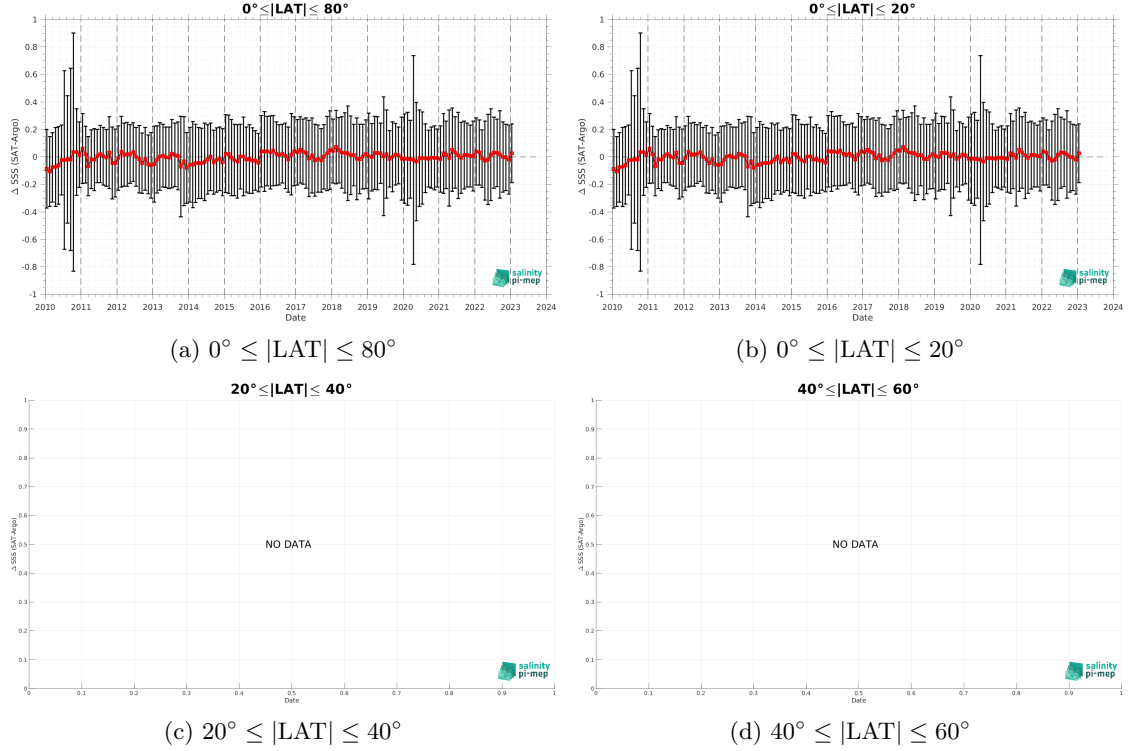 0°≤|LAT|≤ 80°
1
0.8
0.6
0.4
0.2
0
-0.2
-0.4
-0.6
-0.8
-1
Δ SSS (SAT-Argo)
2010 2011 2012 2013 2014 2015 2016 2017 2018 2019 2020 2021 2022 2023 2024
Date
salinity
pi-mep
(a) 0° ≤ |LAT| ≤ 80°
0°≤|LAT|≤ 20°
1
0.8
0.6
0.4
0.2
0
-0.2
-0.4
-0.6
-0.8
-1
Δ SSS (SAT-Argo)
2010 2011 2012 2013 2014 2015 2016 2017 2018 2019 2020 2021 2022 2023 2024
Date
salinity
pi-mep
(b) 0° ≤ |LAT| ≤ 20°
20°≤|LAT|≤ 40°
1
0.9
0.8
0.7
0.6
0.5
0.4
0.3
0.2
0.1
0
Δ SSS (SAT-Argo)
NO DATA
0 0.1 0.2 0.3 0.4 0.5 0.6 0.7 0.8 0.9 1
Date
salinity
pi-mep
(c) 20° ≤ |LAT| ≤ 40°
40°≤|LAT|≤ 60°
1
0.9
0.8
0.7
0.6
0.5
0.4
0.3
0.2
0.1
0
Δ SSS (SAT-Argo)
NO DATA
0 0.1 0.2 0.3 0.4 0.5 0.6 0.7 0.8 0.9 1
Date
salinity
pi-mep
(d) 40° ≤ |LAT| ≤ 60°